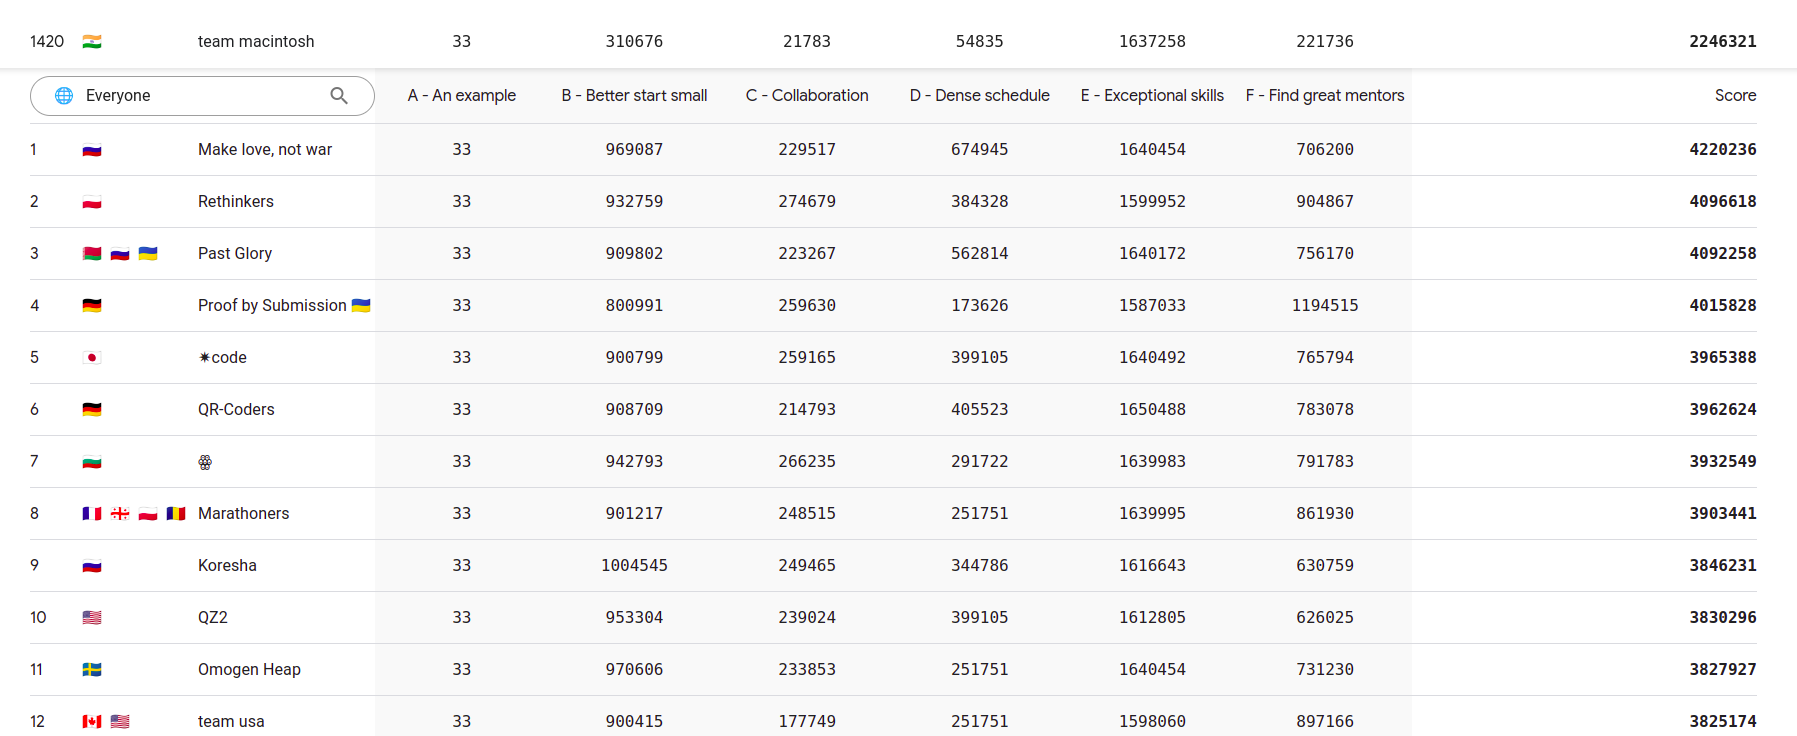 1420 team macintosh 33 310676 21783 54835 1637258 221736 2246321
Everyone A - An example B - Better start small C - Collaboration D - Dense schedule E - Exceptional skills F - Find great mentors Score
1 Make love, not war 33 969087 229517 674945 1640454 706200 4220236
2 Rethinkers 33 932759 274679 384328 1599952 904867 4096618
3 Past Glory 33 909802 223267 562814 1640172 756170 4092258
4 Proof by Submission 33 800991 259630 173626 1587033 1194515 4015828
5 ✷code 33 900799 259165 399105 1640492 765794 3965388
6 QR-Coders 33 908709 214793 405523 1650488 783078 3962624
7 33 942793 266235 291722 1639983 791783 3932549
8 Marathoners 33 901217 248515 251751 1639995 861930 3903441
9 Koresha 33 1004545 249465 344786 1616643 630759 3846231
10 QZ2 33 953304 239024 399105 1612805 626025 3830296
11 Omogen Heap 33 970606 233853 251751 1640454 731230 3827927
12 team usa 33 900415 177749 251751 1598060 897166 3825174